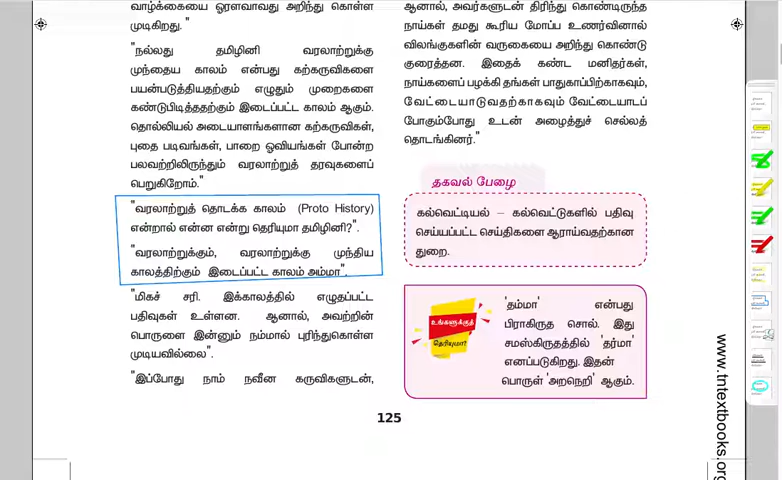 வாழ்க்கையை ஓரளவாவது அறிந்து கொள்ள
முடிகிறது."
"நல்லது தமிழினி வரலாற்றுக்கு
முந்தைய காலம் என்பது கற்கருவிகளை
பயன்படுத்தியதற்கும் எழுதும் முறைகளை
கண்டுபிடித்ததற்கும் இடைப்பட்ட காலம் ஆகும்.
தொல்லியல் அடையாளங்களான கற்கருவிகள்,
புதை படிவங்கள், பாறை ஓவியங்கள் போன்ற
பலவற்றிலிருந்தும் வரலாற்றுத் தரவுகளைப்
பெறுகிறோம்."
"வரலாற்றுத் தொடக்க காலம் (Proto History)
என்றால் என்ன என்று தெரியுமா தமிழினி?".
"வரலாற்றுக்கும், வரலாற்றுக்கு முந்திய
காலத்திற்கும் இடைப்பட்ட காலம் அம்மா".
"மிகச் சரி. இக்காலத்தில் எழுதப்பட்ட
பதிவுகள் உள்ளன. ஆனால், அவற்றின்
பொருளை இன்னும் நம்மால் புரிந்துகொள்ள
முடியவில்லை".
"இப்போது நாம் நவீன கருவிகளுடன்,
ஆனால், அவர்களுடன் திரிந்து கொண்டிருந்த
நாய்கள் தமது கூரிய மோப்ப உணர்வினால்
விலங்குகளின் வருகையை அறிந்து கொண்டு
குரைத்தன. இதைக் கண்ட மனிதர்கள்,
நாய்களைப் பழக்கி தங்கள் பாதுகாப்பிற்காகவும்,
வேட்டையாடுவதற்காகவும் வேட்டையாடப்
போகும்போது உடன் அழைத்துச் செல்லத்
தொடங்கினர்."
தகவல் பேழை
கல்வெட்டியல் – கல்வெட்டுகளில் பதிவு
செய்யப்பட்ட செய்திகளை ஆராய்வதற்கான
துறை.
உங்களுக்குத்
தெரியுமா?
'தம்மா' என்பது
பிராகிருத சொல். இது
சமஸ்கிருதத்தில் 'தர்மா'
எனப்படுகிறது. இதன்
பொருள் 'அறநெறி' ஆகும்.
125
www.tntextbooks.org